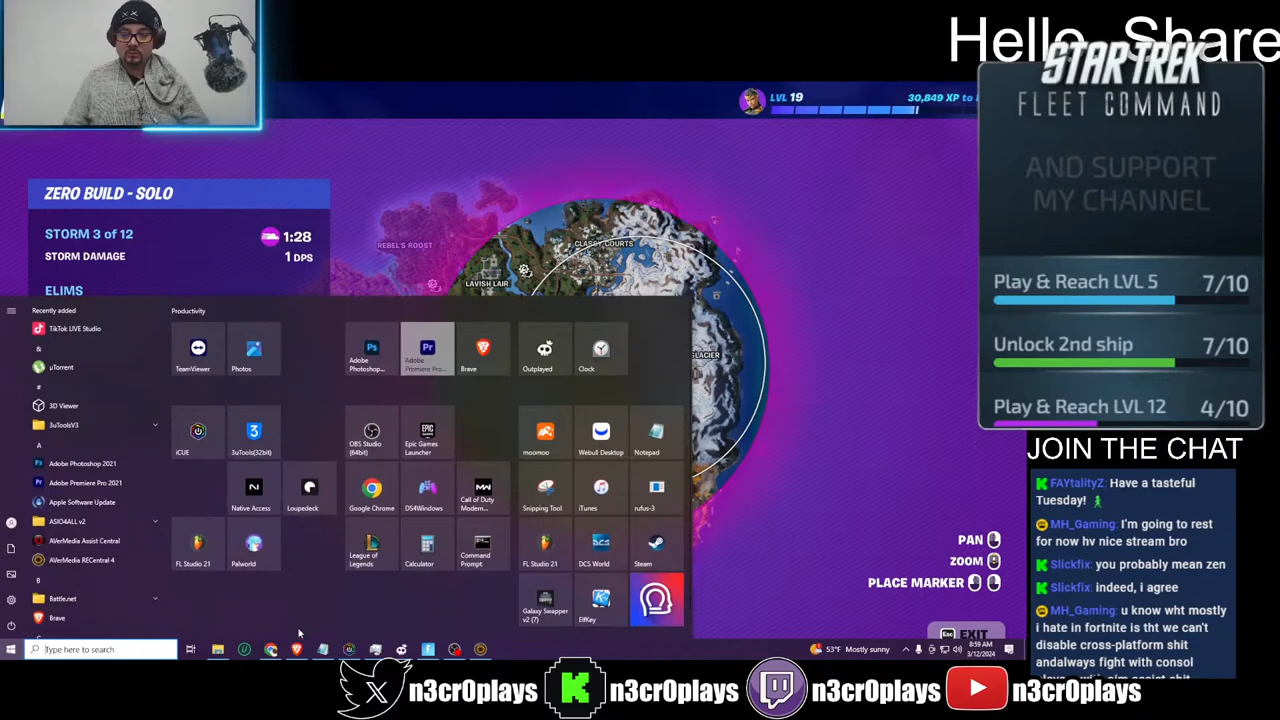 Hello, Share
STAR TREK
FLEET COMMAND
AND SUPPORT
MY CHANNEL
Play & Reach LVL 5 7/10
Unlock 2nd ship 7/10
Play & Reach LVL 12 4/10
LVL 19 30,849 XP to
ZERO BUILD - SOLO
STORM 3 of 12 1:28
STORM DAMAGE 1 DPS
ELIMS
REBEL'S ROOST
CLASSY COURTS
LAVISH LAIR
GLACIER
Recently added
TikTok LIVE Studio
&
µTorrent
#
3D Viewer
3uToolsV3
A
Adobe Photoshop 2021
Adobe Premiere Pro 2021
Apple Software Update
ASIO4ALL v2
AVerMedia Assist Central
AVerMedia RECentral 4
B
Battle.net
Brave
Productivity
TeamViewer
Photos
Adobe Photoshop...
Adobe Premiere Pro...
Brave
Outplayed
Clock
iCUE
3uTools(32bit)
OBS Studio (64bit)
Epic Games Launcher
moomoo
Webull Desktop
Notepad
Native Access
Loupedeck
Google Chrome
DS4Windows
Call of Duty Modern...
Snipping Tool
iTunes
rufus-3
FL Studio 21
Palworld
League of Legends
Calculator
Command Prompt
FL Studio 21
DCS World
Steam
Galaxy Swapper v2 (7)
ElfKey
PAN
ZOOM
PLACE MARKER
Esc EXIT
Type here to search
53°F Mostly sunny
8:59 AM
3/12/2024
JOIN THE CHAT
FAYtalityZ: Have a tasteful
Tuesday!
MH_Gaming: I'm going to rest
for now hv nice stream bro
Slickfix: you probably mean zen
Slickfix: indeed, i agree
MH_Gaming: u know wht mostly
i hate in fortnite is tht we can't
disable cross-platform shit
andalways fight with consol
n3cr0plays
n3cr0plays
n3cr0plays
n3cr0plays